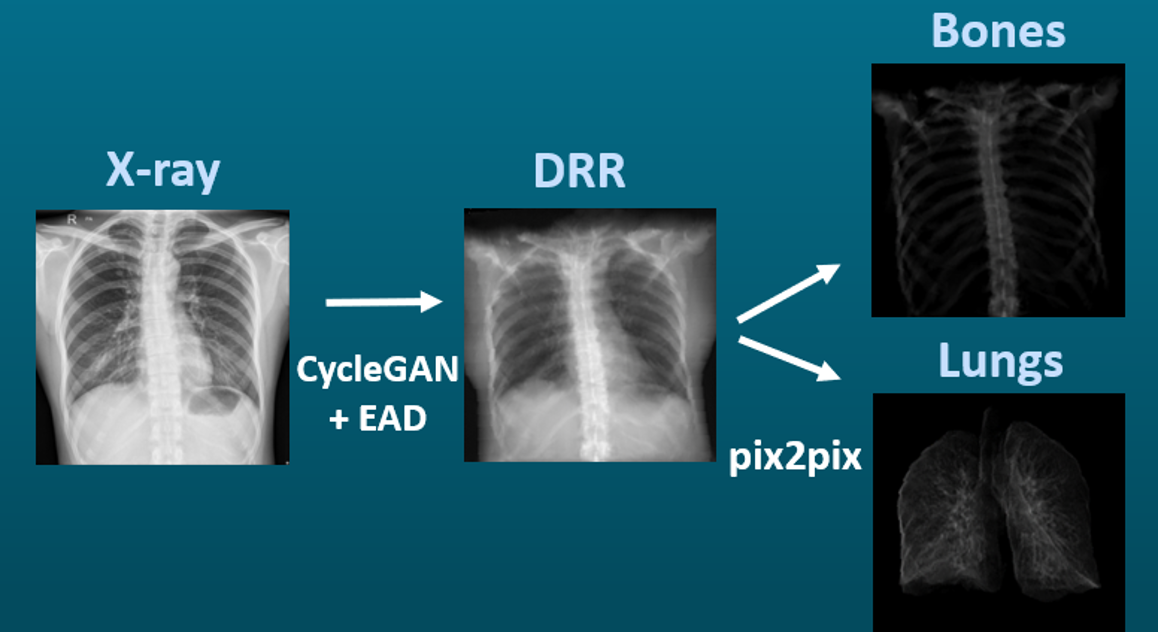 Bones
X-ray
DRR
R
CycleGAN
+ EAD
Lungs
pix2pix